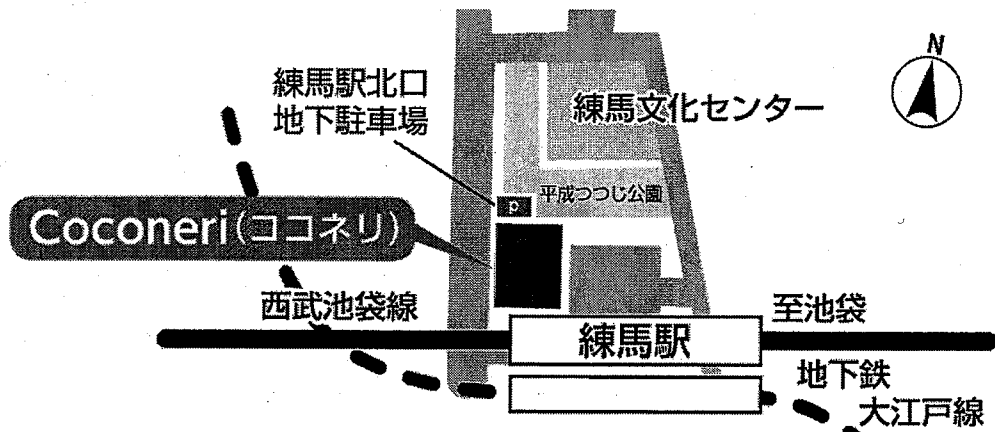 N
練馬駅北口
地下駐車場
練馬文化センター
P
平成つつじ公園
Coconeri(ココネリ)
西武池袋線
至池袋
練馬駅
地下鉄
大江戸線